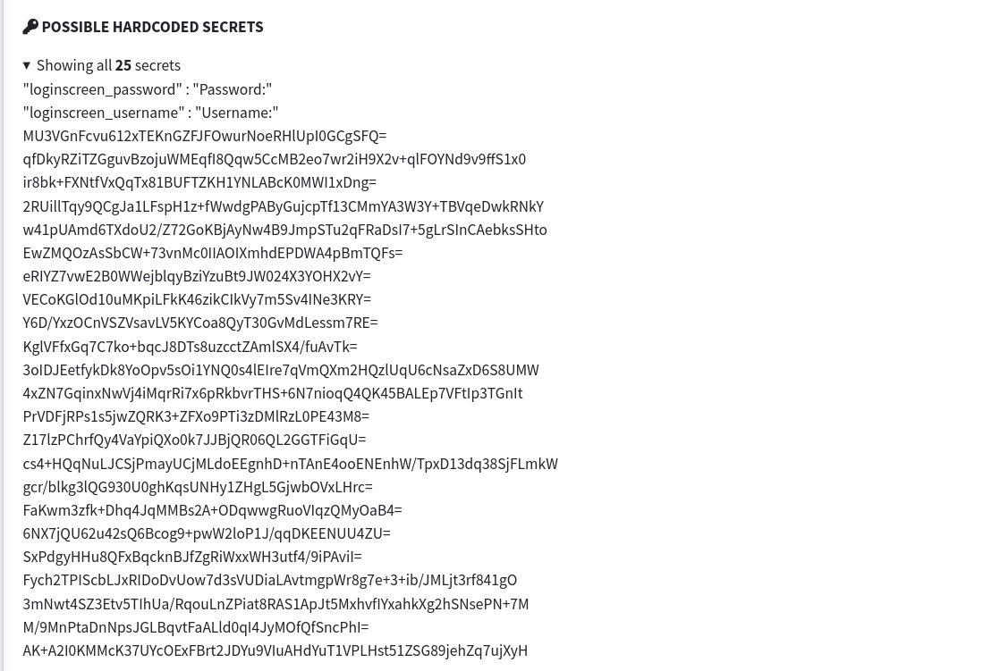 POSSIBLE HARDCODED SECRETS
Showing all 25 secrets
"loginscreen_password" : "Password:"
"loginscreen_username" : "Username:"
MU3VGnFcvu612xTEKnGZFJFOwurNoeRHlUpI0GCgSFQ=
qfDkyRZiTZGguvBzojuWMEqfI8Qqw5CcMB2eo7wr2iH9X2v+qlFOYNd9v9ffS1x0
ir8bk+FXNtfVxQqTx81BUFTZKH1YNLABcK0MWI1xDng=
2RUillTqy9QCgJa1LFspH1z+fWwdgPAByGujcpTf13CMmYA3W3Y+TBVqeDwkRNkY
w41pUAmd6TXdoU2/Z72GoKBjAyNw4B9JmpSTu2qFRaDsI7+5gLrSInCAebksSHto
EwZMQOzAsSbCW+73vnMc0IIAOIXmhdEPDWA4pBmTQFs=
eRIYZ7vwE2B0WWejblqyBziYzuBt9JW024X3YOHX2vY=
VECoKGlOd10uMKpiLFkK46zikCIkVy7m5Sv4INe3KRY=
Y6D/YxzOCnVSZVsavLV5KYCoa8QyT30GvMdLessm7RE=
KglVFfxGq7C7ko+bqcJ8DTs8uzcctZAmlSX4/fuAvTk=
3oIDJEetfykDk8YoOpv5sOi1YNQ0s4lEIre7qVmQXm2HQzlUqU6cNsaZxD6S8UMW
4xZN7GqinxNwVj4iMqrRi7x6pRkbvrTHS+6N7nioqQ4QK45BALEp7VFtIp3TGnIt
PrVDFjRPs1s5jwZQRK3+ZFXo9PTi3zDMlRzL0PE43M8=
Z17lzPChrfQy4VaYpiQXo0k7JJBjQR06QL2GGTFiGqU=
cs4+HQqNuLJCSjPmayUCjMLdoEEgnhD+nTAnE4ooENEnhW/TpxD13dq38SjFLmkW
gcr/blkg3lQG930U0ghKqsUNHy1ZHgL5GjwbOVxLHrc=
FaKwm3zfk+Dhq4JqMMBs2A+ODqwwgRuoVIqzQMyOaB4=
6NX7jQU62u42sQ6Bcog9+pwW2loP1J/qqDKEENUU4ZU=
SxPdgyHHu8QFxBqcknBJfZgRiWxxWH3utf4/9iPAviI=
Fych2TPIScbLJxRIDoDvUow7d3sVUDiaLAvtmgpWr8g7e+3+ib/JMLjt3rf841gO
3mNwt4SZ3Etv5TIhUa/RqouLnZPiat8RAS1ApJt5MxhvfIYxahkXg2hSNsePN+7M
M/9MnPtaDnNpsJGLBqvtFaALld0qI4JyMOfQfSncPhI=
AK+A2I0KMMcK37UYcOExFBrt2JDYu9VIuAHdYuT1VPLHst51ZSG89jehZq7ujXyH